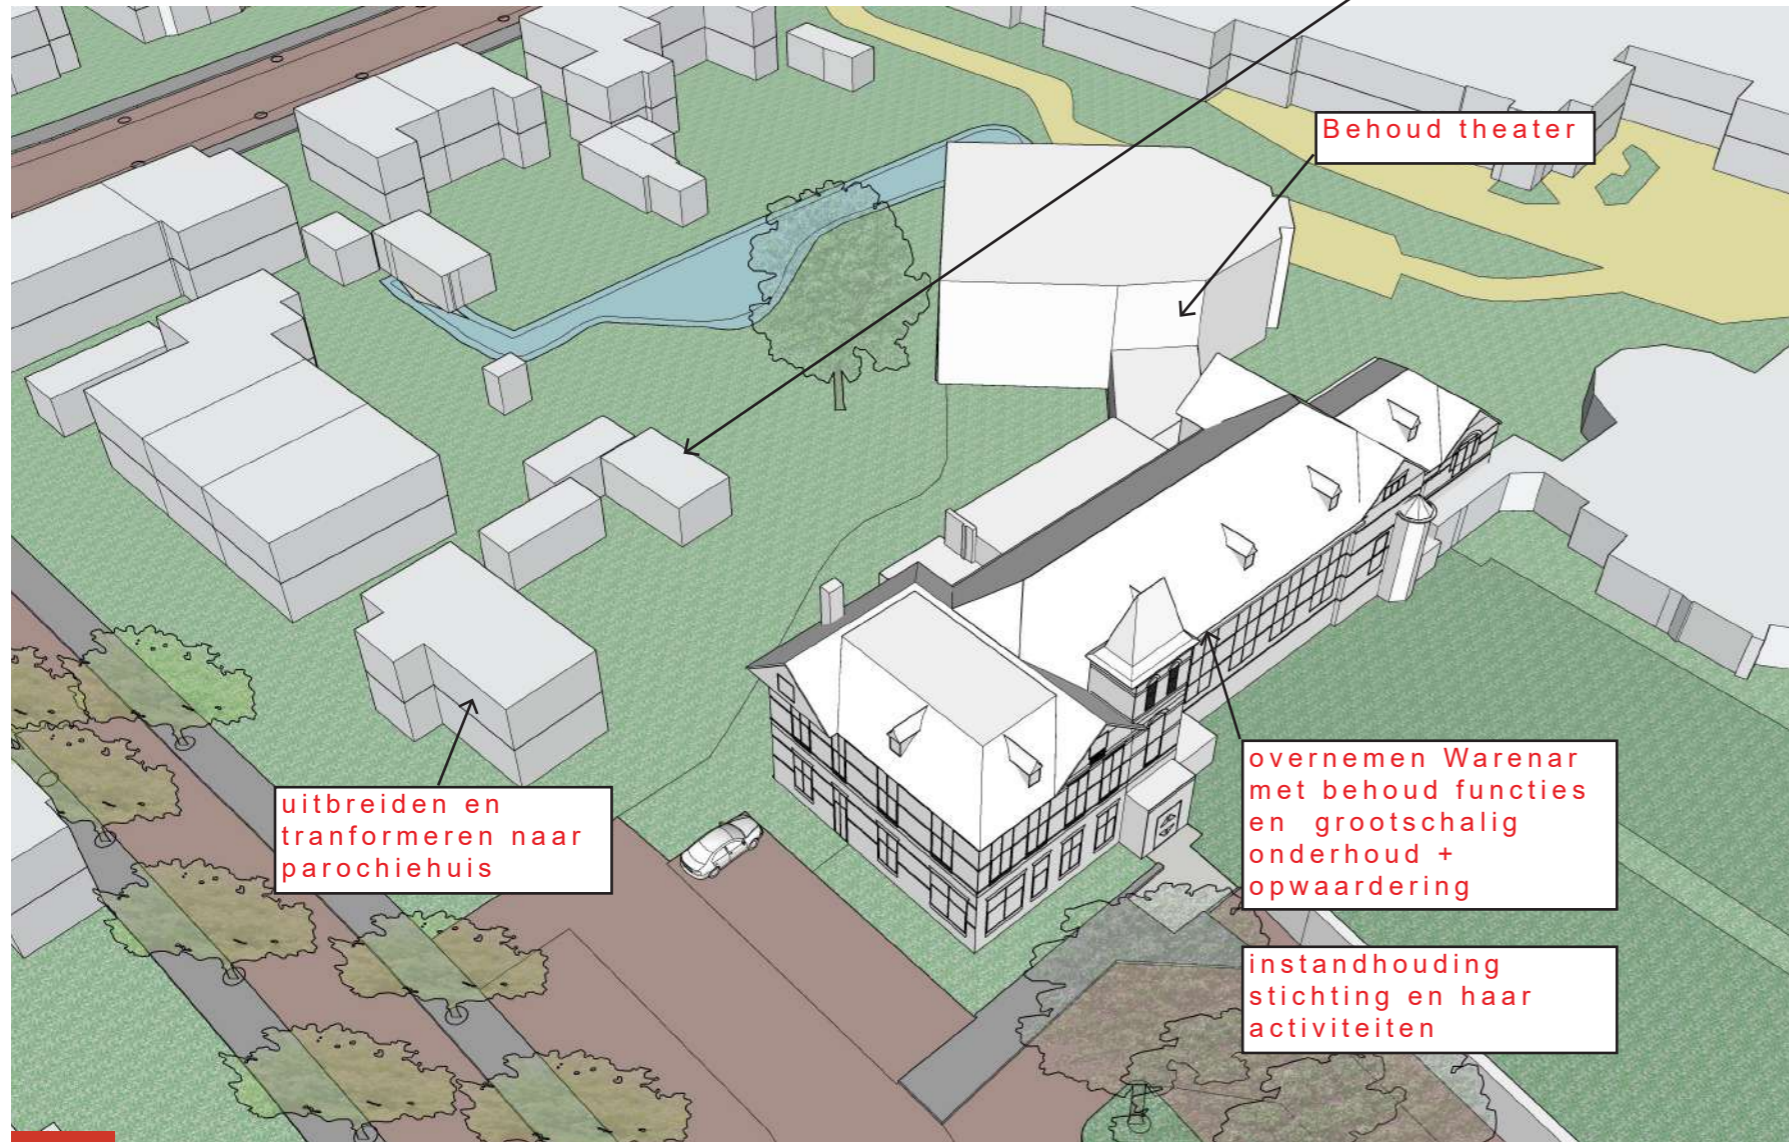 Behoud theater
uitbreiden en
tranformeren naar
parochiehuis
overnemen Warenar
met behoud functies
en grootschalig
onderhoud +
opwaardering
instandhouding
stichting en haar
activiteiten